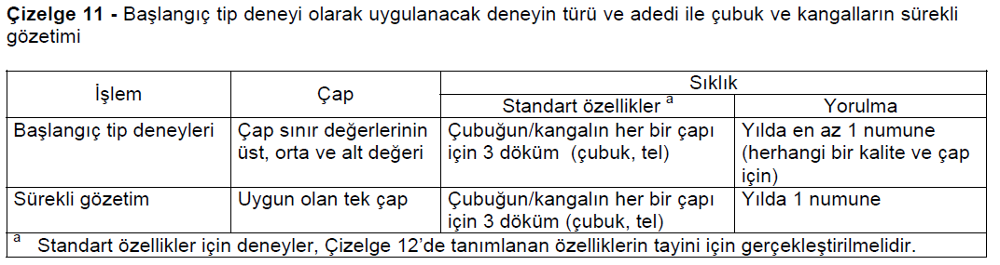 Çizelge 11 - Başlangıç tip deneyi olarak uygulanacak deneyin türü ve adedi ile çubuk ve kangalların sürekli
gözetimi
İşlem
Çap
Sıklık
Standart özellikler a
Yorulma
Başlangıç tip deneyleri
Çap sınır değerlerinin
üst, orta ve alt değeri
Çubuğun/kangalın her bir çapı
için 3 döküm (çubuk, tel)
Yılda en az 1 numune
(herhangi bir kalite ve çap
için)
Sürekli gözetim
Uygun olan tek çap
Çubuğun/kangalın her bir çapı
için 3 döküm (çubuk, tel)
Yılda 1 numune
a Standart özellikler için deneyler, Çizelge 12'de tanımlanan özelliklerin tayini için gerçekleştirilmelidir.